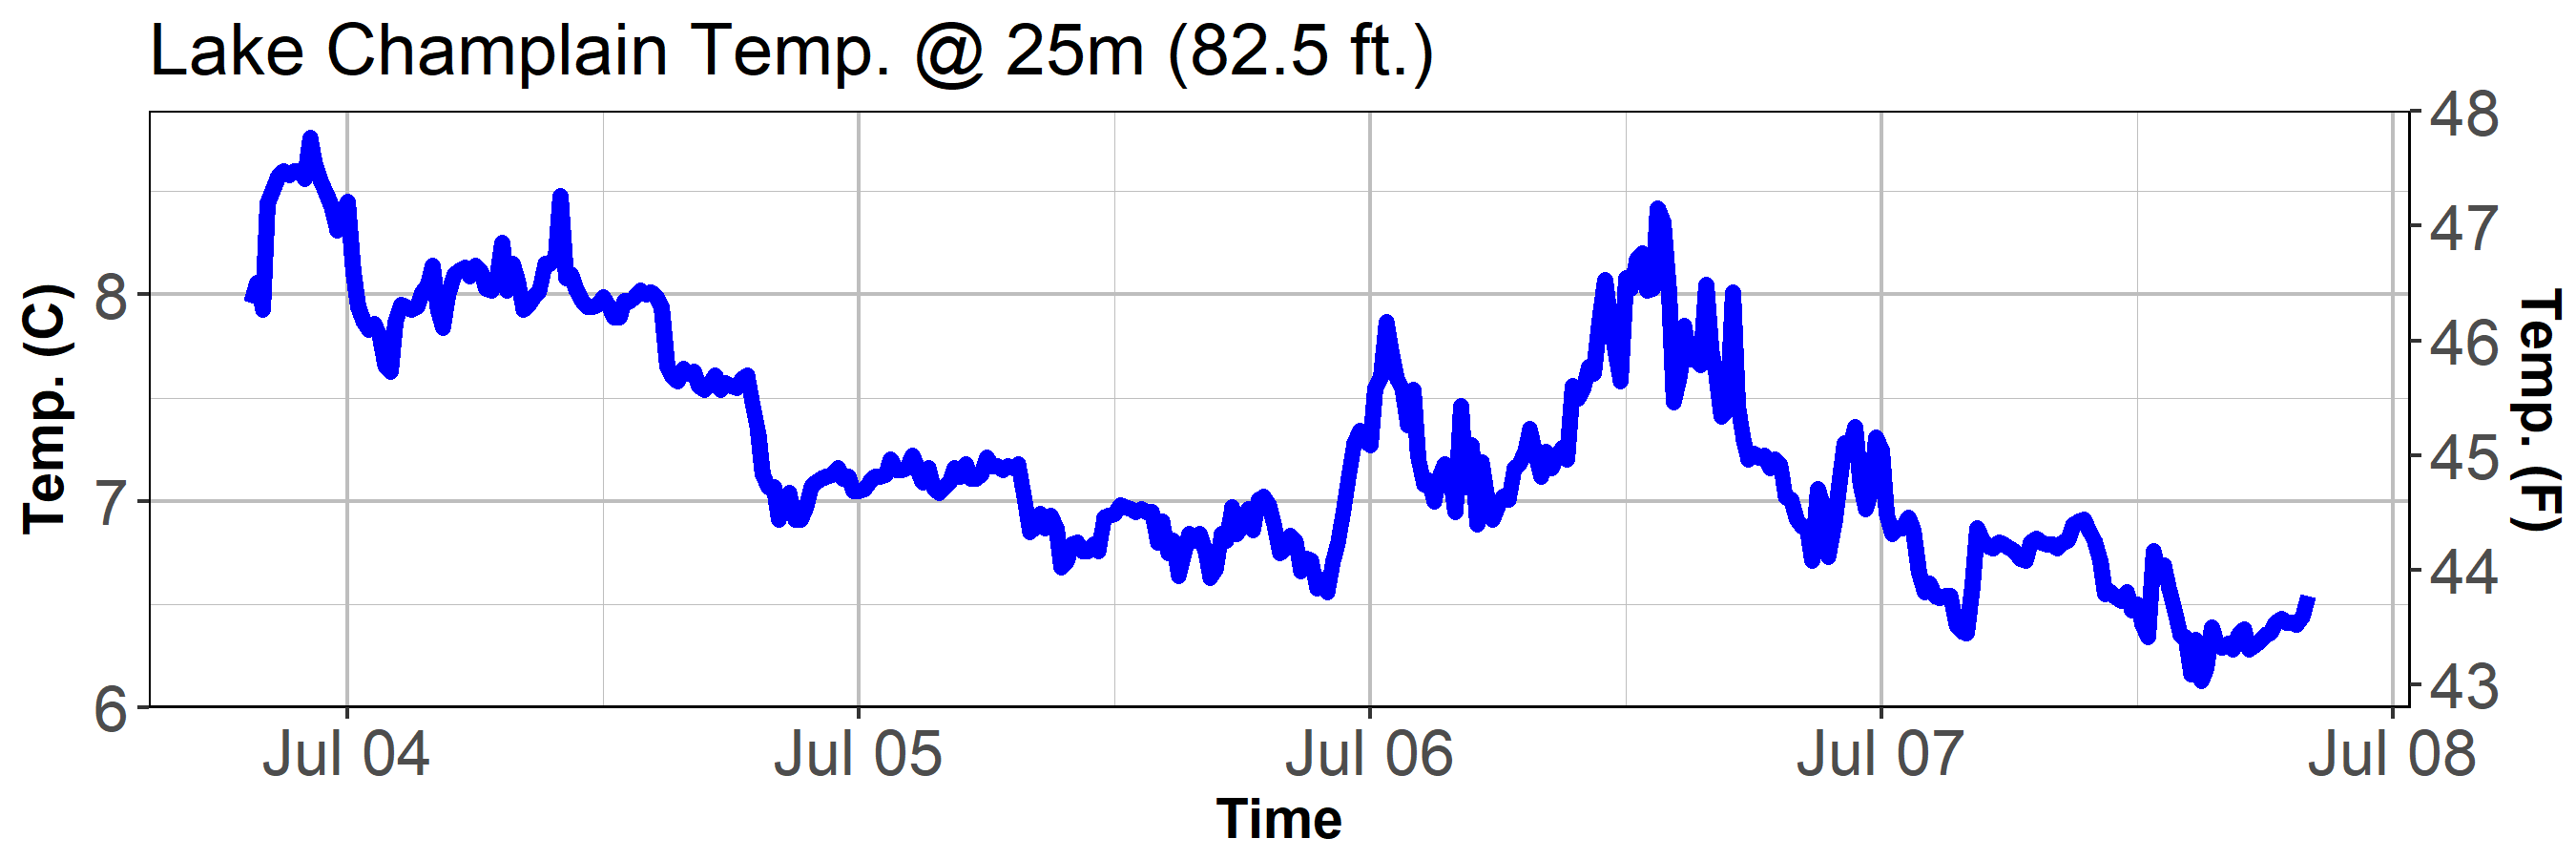 Lake Champlain Temp. @ 25m (82.5 ft.)
Temp. (C)
8
7
6
48
47
46
45
44
43
Temp. (F)
Jul 04 Jul 05 Jul 06 Jul 07 Jul 08
Time